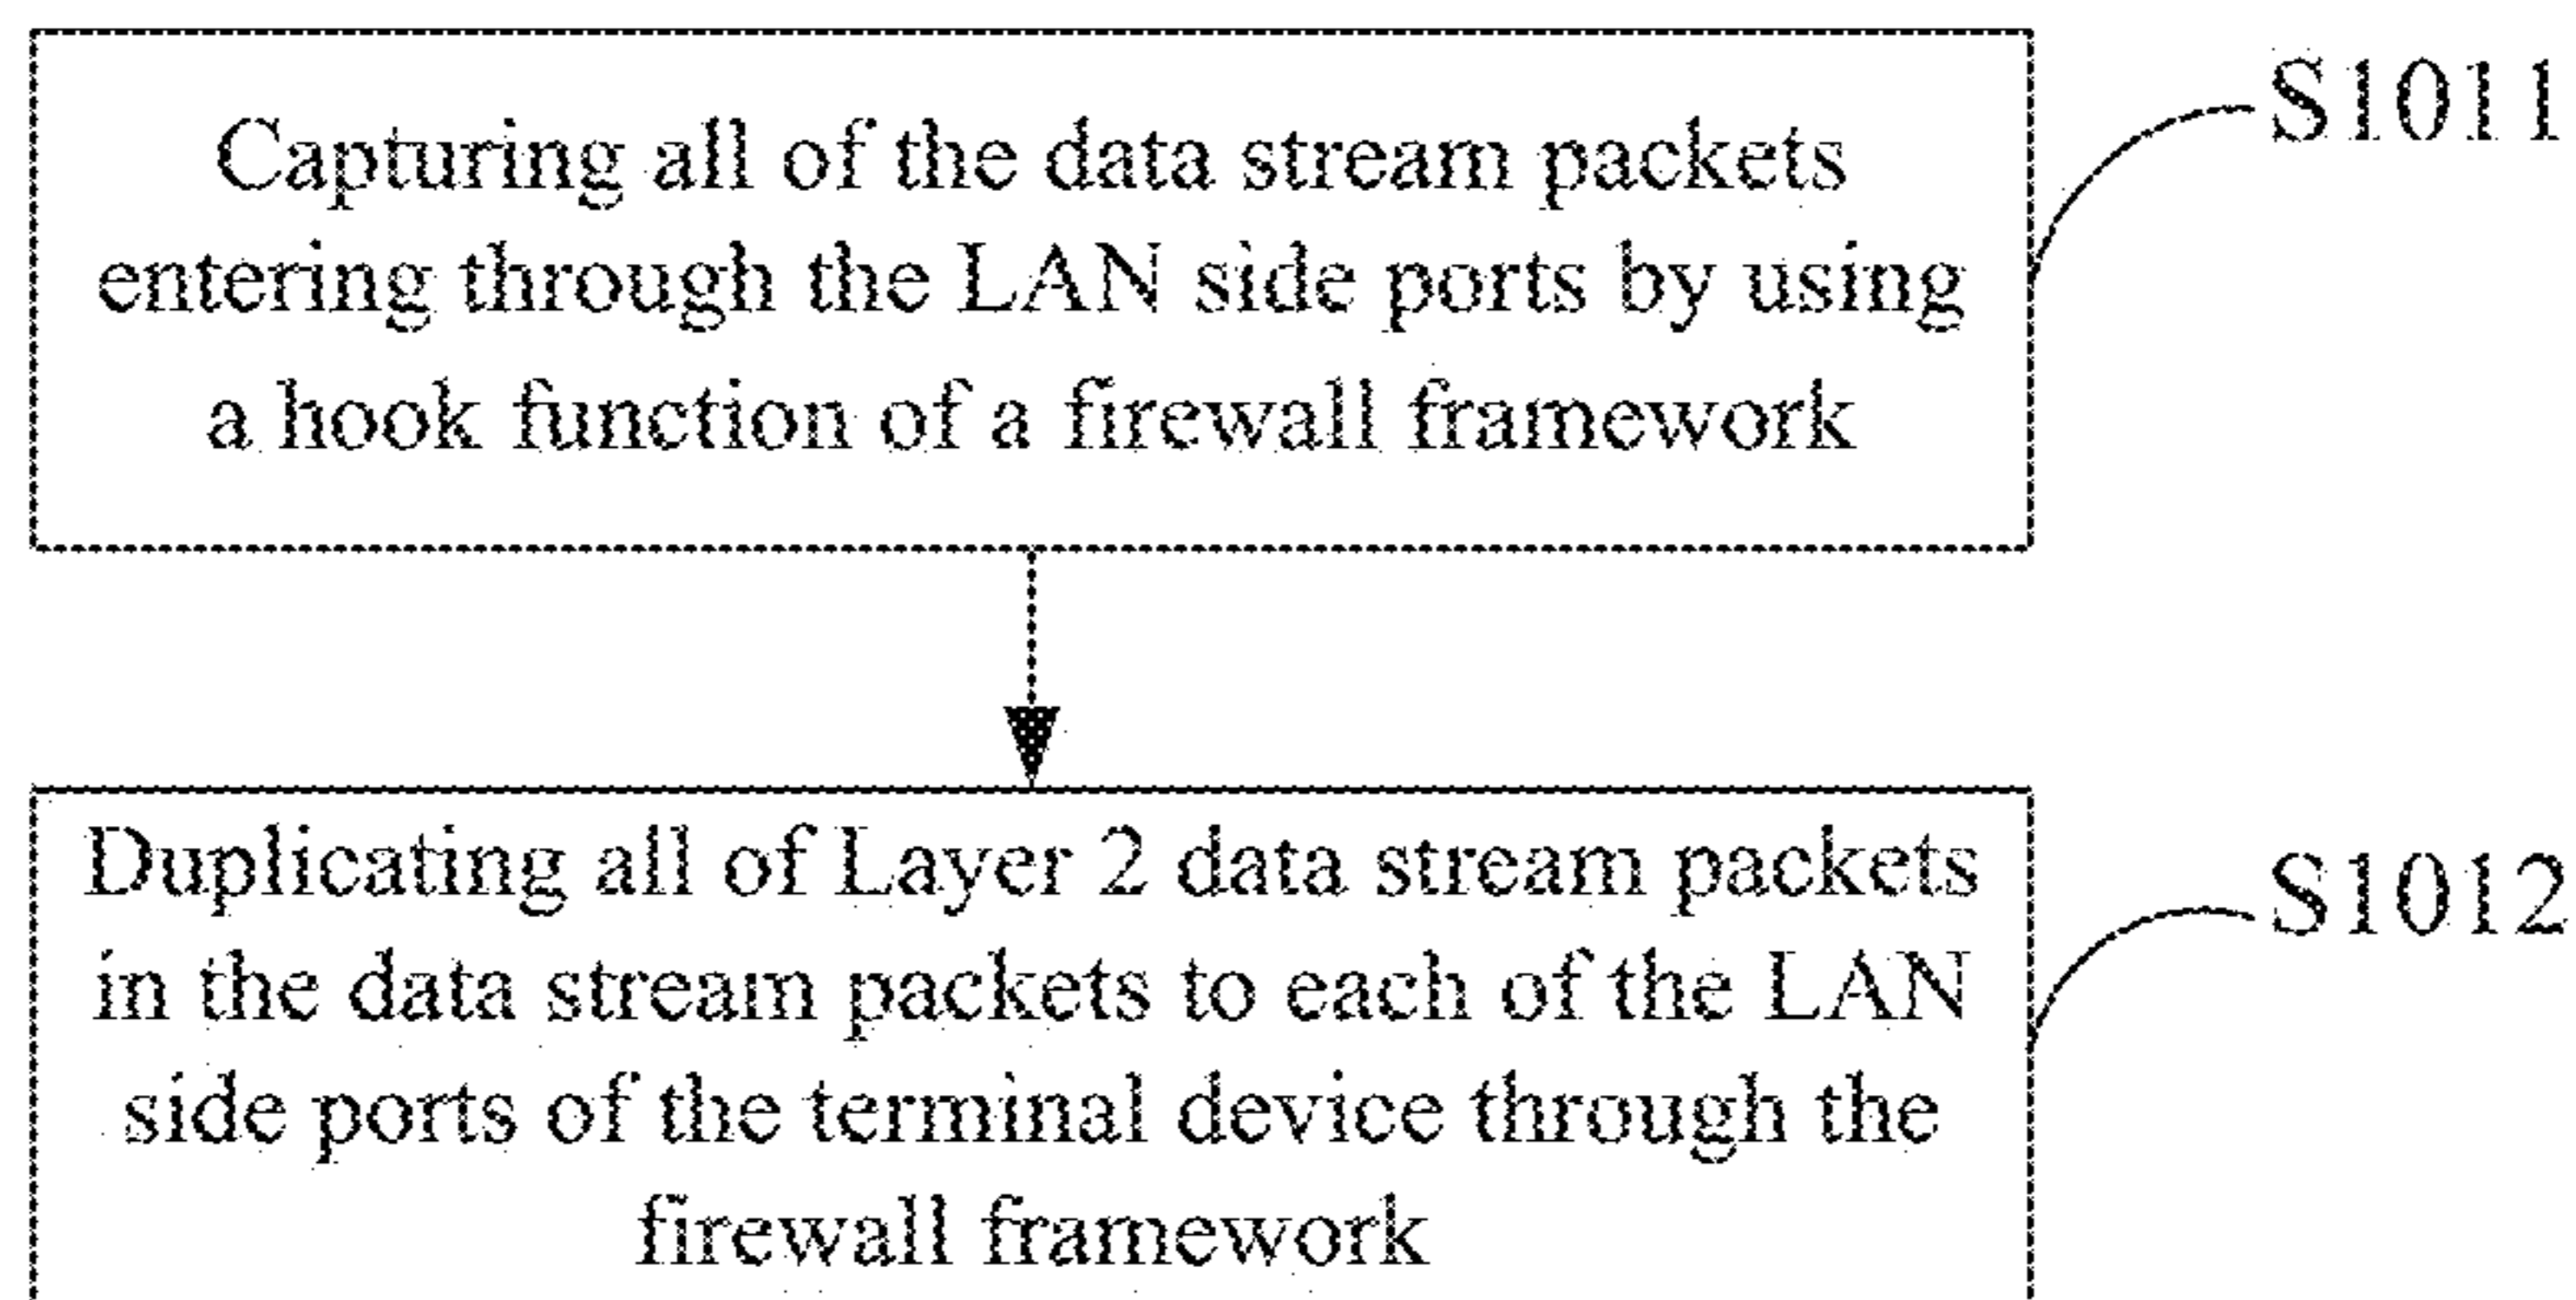 Capturing all of the data stream packets
entering through the LAN side ports by using
a hook function of a firewall framework
S1011
Duplicating all of Layer 2 data stream packets
in the data stream packets to each of the LAN
side ports of the terminal device through the
firewall framework
S1012